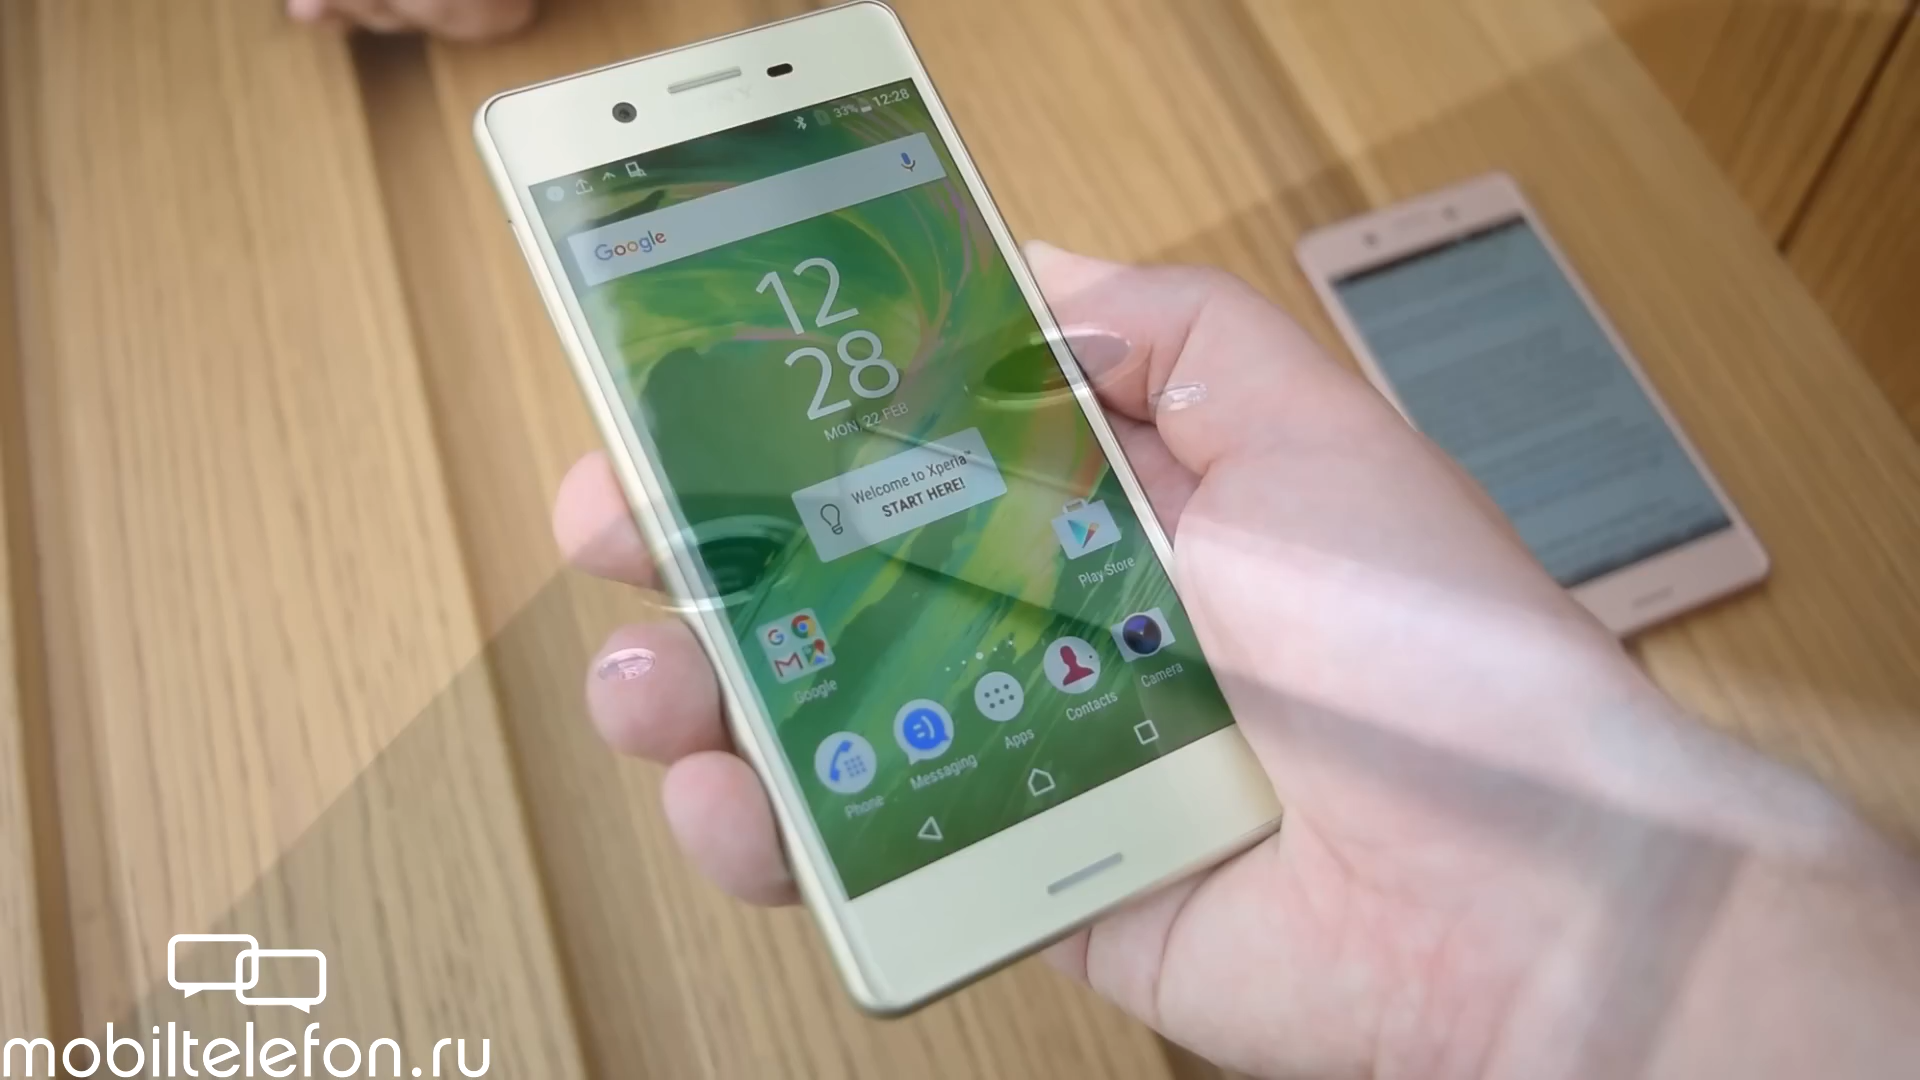 33% 12:28
Google
12
28
MON, 22 FEB
Welcome to Xperia™
START HERE!
Play Store
Google
Camera
Contacts
Apps
Messaging
Phone
mobiltelefon.ru